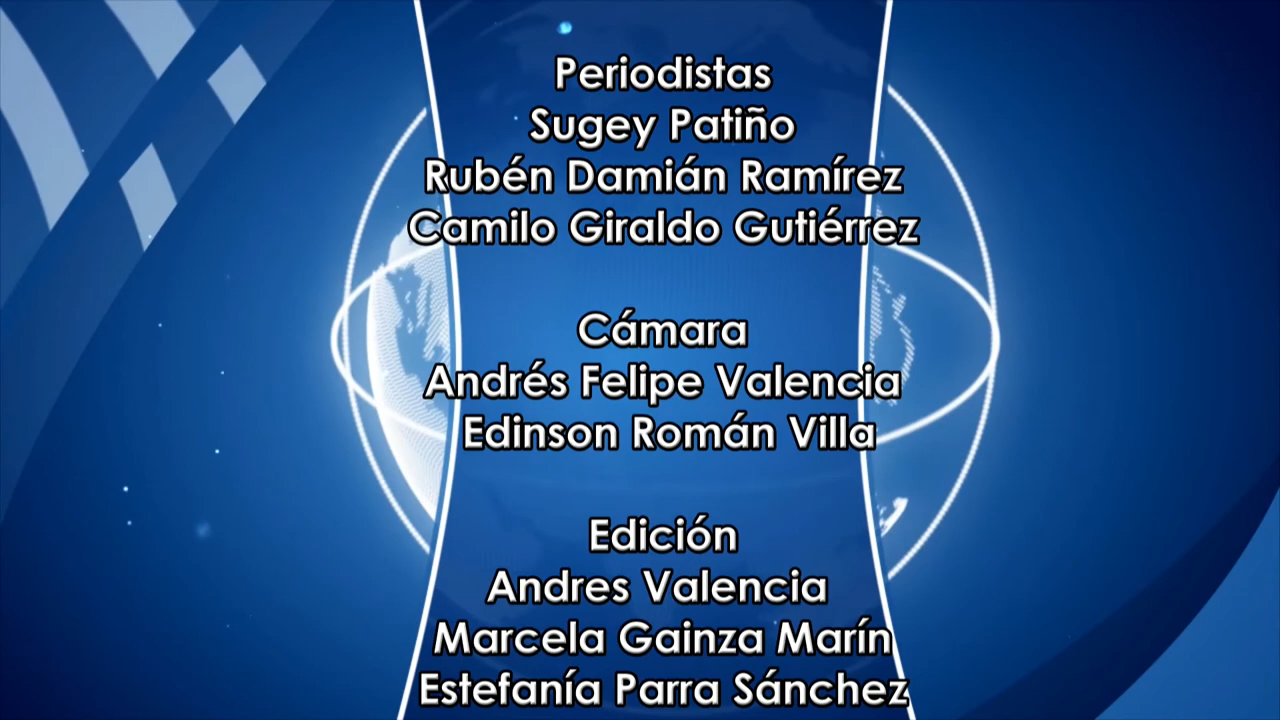 Periodistas
Sugey Patiño
Rubén Damián Ramírez
Camilo Giraldo Gutiérrez
Cámara
Andrés Felipe Valencia
Edinson Román Villa
Edición
Andres Valencia
Marcela Gainza Marín
Estefanía Parra Sánchez